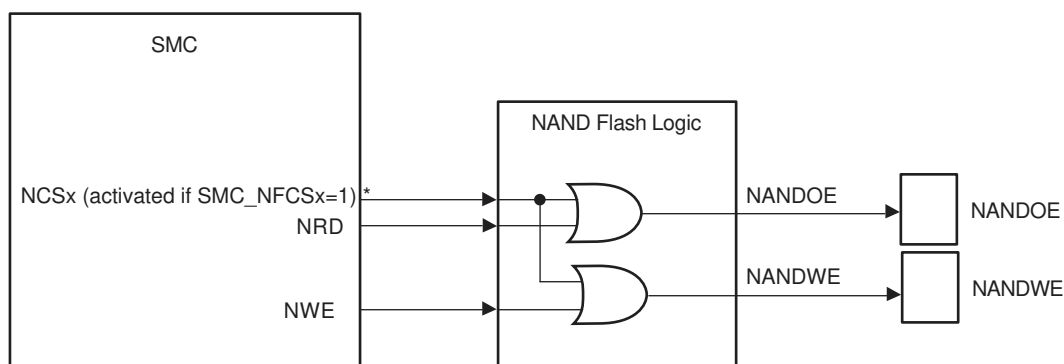 SMC
NAND Flash Logic
NCSx (activated if SMC_NFCSx=1) *
NANDOE
NANDOE
NRD
NANDWE
NANDWE
NWE